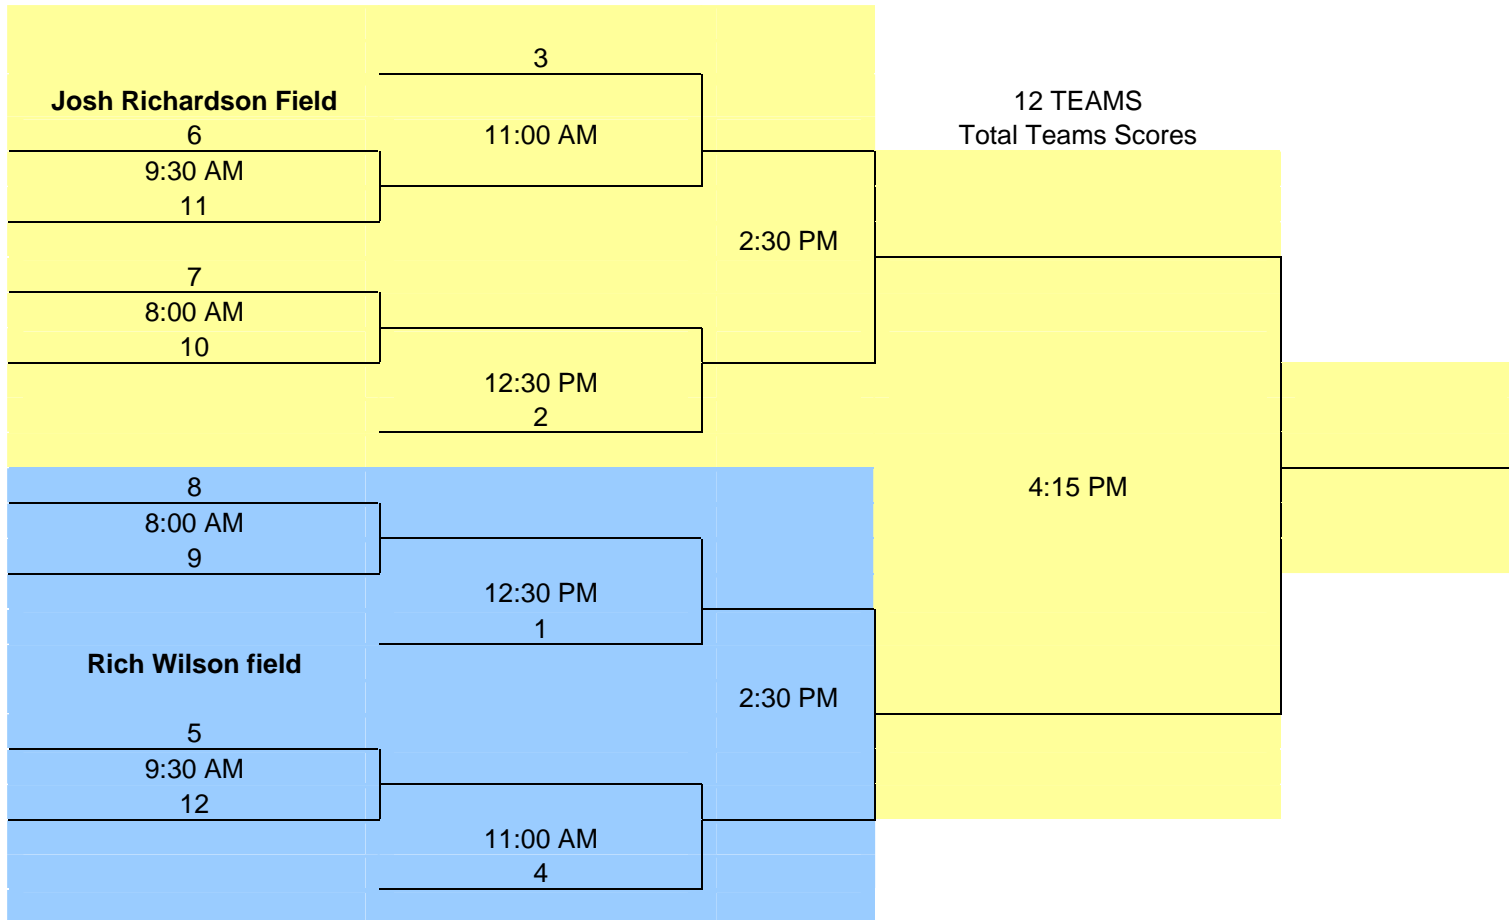 3
Josh Richardson Field
12 TEAMS
6
11:00 AM
Total Teams Scores
9:30 AM
11
2:30 PM
7
8:00 AM
10
12:30 PM
2
8
4:15 PM
8:00 AM
9
12:30 PM
1
Rich Wilson field
2:30 PM
5
9:30 AM
12
11:00 AM
4